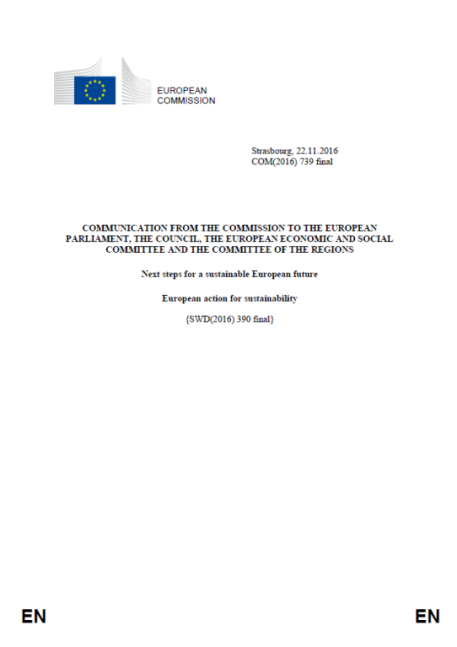 EUROPEAN
COMMISSION
Strasbourg, 22.11.2016
COM(2016) 739 final
COMMUNICATION FROM THE COMMISSION TO THE EUROPEAN
PARLIAMENT, THE COUNCIL, THE EUROPEAN ECONOMIC AND SOCIAL
COMMITTEE AND THE COMMITTEE OF THE REGIONS
Next steps for a sustainable European future
European action for sustainability
{SWD(2016) 390 final}
EN EN